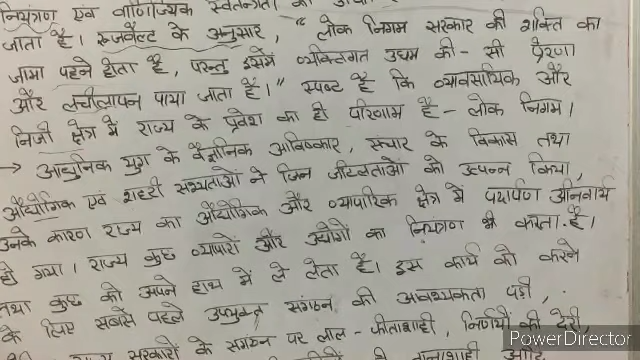 नियंत्रण एवं वाणिज्यिक स्वतन्त्रता
जाता है। रूजवेल्ट के अनुसार, "लोक निगम सरकार की शक्ति का
जामा पहने होता है, परन्तु इसमें व्यक्तिगत उद्यम की-सी प्रेरणा
और लचीलापन पाया जाता है।" स्पष्ट है कि व्यावसायिक और
निजी क्षेत्र में राज्य के प्रवेश का ही परिणाम है - लोक निगम।
→ आधुनिक युग के वैज्ञानिक आविष्कार, संचार के विकास तथा
औद्योगिक एवं शहरी सभ्यताओं ने जिन जटिलताओं को उत्पन्न किया,
उनके कारण राज्य का औद्योगिक और व्यापारिक क्षेत्र में पदार्पण अनिवार्य
हो गया। राज्य कुछ व्यापारों और उद्योगों का नियंत्रण भी करता है।
तथा कुछ को अपने हाथ में ले लेता है। इस कार्य को करने
के लिए सबसे पहले उपयुक्त संगठन की आवश्यकता पड़ी,
सरकारों के संगठन पर लाल-फीताशाही, निर्णयों की देरी,
तानाशाही
PowerDirector